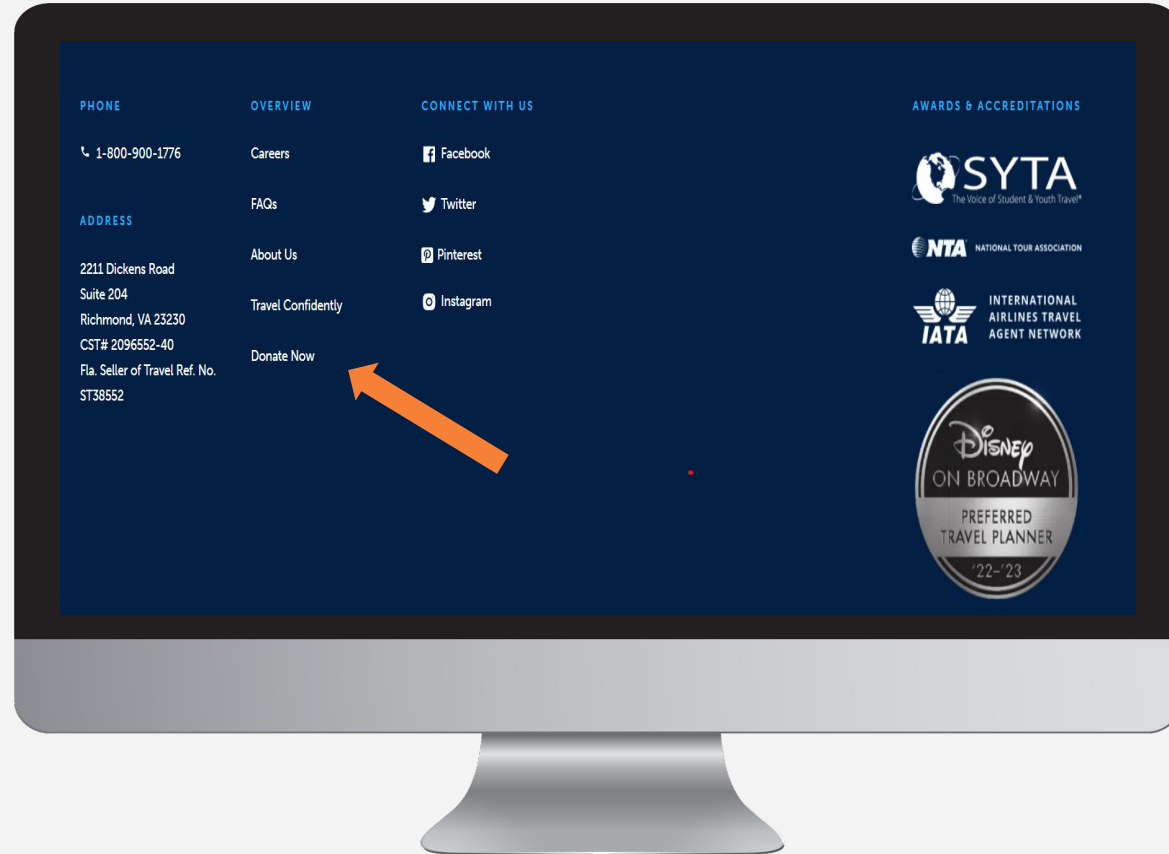 PHONE
1-800-900-1776
ADDRESS
2211 Dickens Road
Suite 204
Richmond, VA 23230
CST# 2096552-40
Fla. Seller of Travel Ref. No.
ST38552
OVERVIEW
Careers
FAQs
About Us
Travel Confidently
Donate Now
CONNECT WITH US
Facebook
Twitter
Pinterest
Instagram
AWARDS & ACCREDITATIONS
SYTA
The Voice of Student & Youth Travel®
NTA NATIONAL TOUR ASSOCIATION
IATA
INTERNATIONAL
AIRLINES TRAVEL
AGENT NETWORK
Disney
ON BROADWAY
PREFERRED
TRAVEL PLANNER
'22-'23